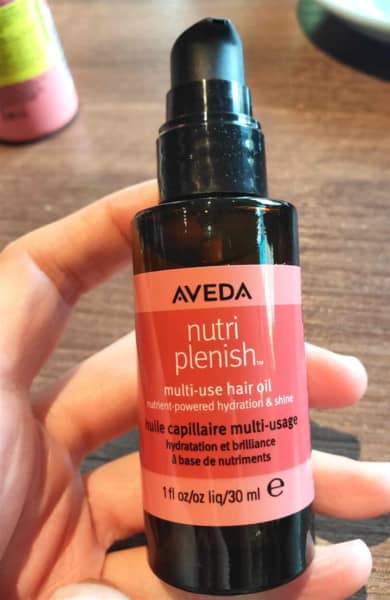 AVEDA
nutri
plenish™
multi-use hair oil
nutrient-powered hydration & shine
huile capillaire multi-usage
hydratation et brillance
à base de nutriments
1 fl oz/oz liq/30 ml e